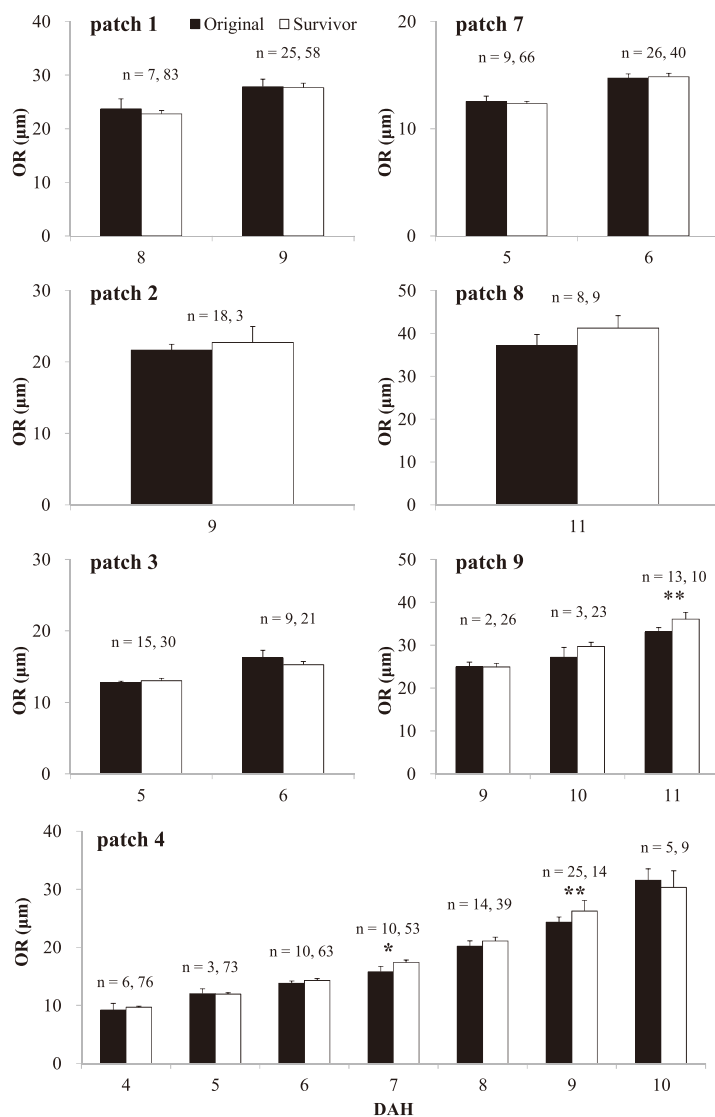 patch 1
Original Survivor
n = 7, 83
n = 25, 58
OR (μm)
40
30
20
10
0
8 9
patch 7
n = 9, 66
n = 26, 40
OR (μm)
20
10
0
5 6
patch 2
n = 18, 3
OR (μm)
30
20
10
0
9
patch 8
n = 8, 9
OR (μm)
50
40
30
20
10
0
11
patch 3
n = 15, 30
n = 9, 21
OR (μm)
30
20
10
0
5 6
patch 9
n = 2, 26
n = 3, 23
n = 13, 10
**
OR (μm)
50
40
30
20
10
0
9 10 11
patch 4
n = 6, 76
n = 3, 73
n = 10, 63
n = 10, 53
*
n = 14, 39
n = 25, 14
**
n = 5, 9
OR (μm)
40
30
20
10
0
4 5 6 7 8 9 10
DAH